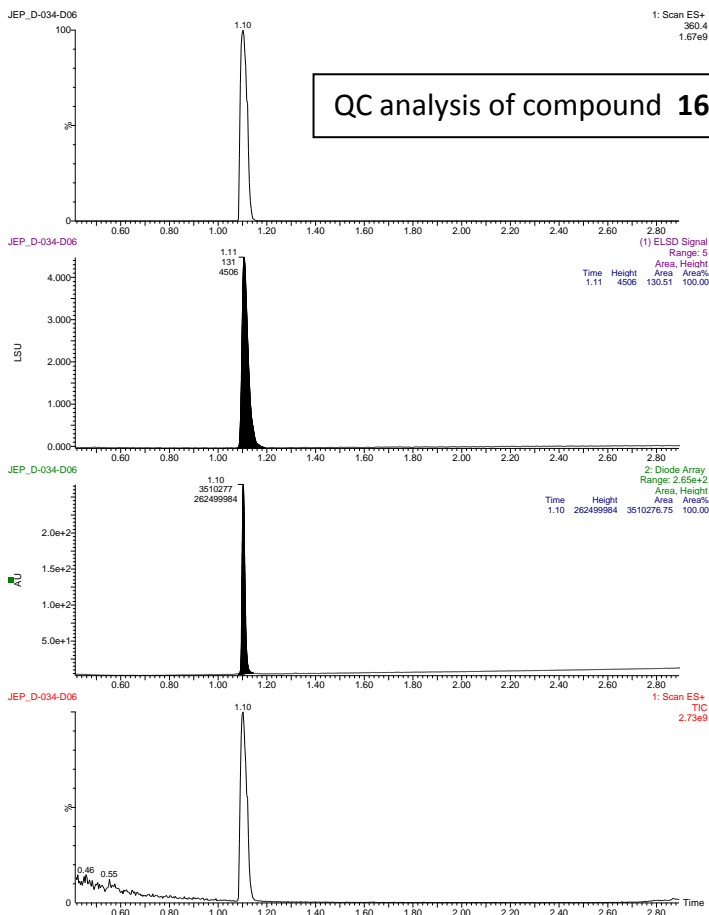 JEP_D-034-D06
1: Scan ES+
360.4
1.67e9
1.10
100
%
0
QC analysis of compound 16
0.60 0.80 1.00 1.20 1.40 1.60 1.80 2.00 2.20 2.40 2.60 2.80
JEP_D-034-D06
(1) ELSD Signal
Range: 5
Area, Height
Time Height Area Area%
1.11 4506 130.51 100.00
1.11
131
4506
LSU
4.000
3.000
2.000
1.000
0.000
0.60 0.80 1.00 1.20 1.40 1.60 1.80 2.00 2.20 2.40 2.60 2.80
JEP_D-034-D06
2: Diode Array
Range: 2.65e+2
Area, Height
Time Height Area Area%
1.10 262499984 3510276.75 100.00
1.10
3510277
262499984
AU
2.0e+2
1.5e+2
1.0e+2
5.0e+1
0.60 0.80 1.00 1.20 1.40 1.60 1.80 2.00 2.20 2.40 2.60 2.80
JEP_D-034-D06
1: Scan ES+
TIC
2.73e9
1.10
%
0.46 0.55
0
0.60 0.80 1.00 1.20 1.40 1.60 1.80 2.00 2.20 2.40 2.60 2.80 Time